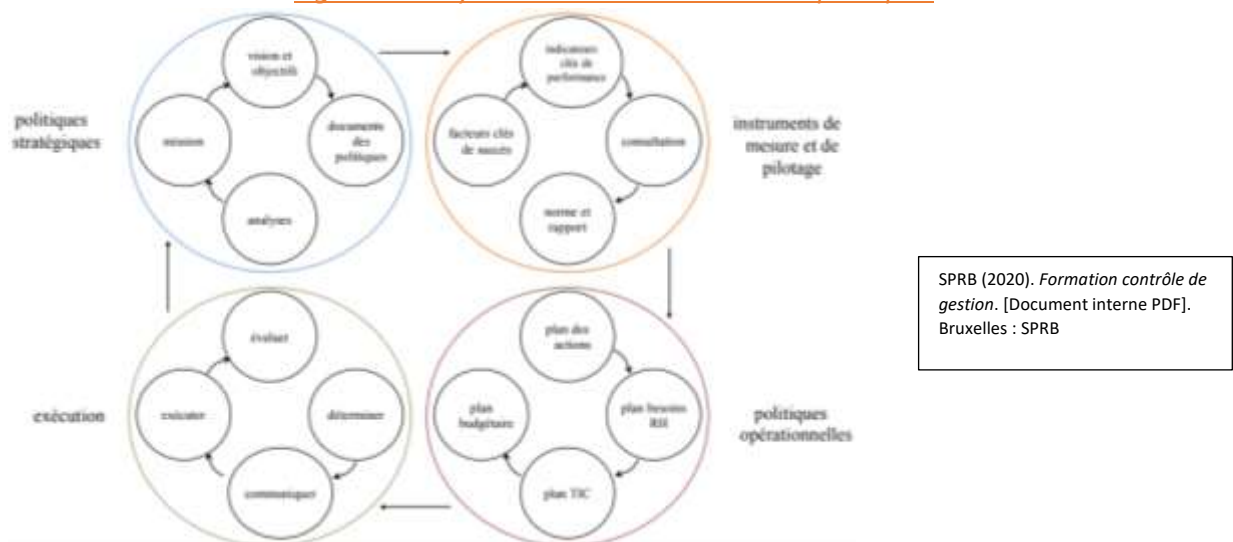 politiques
stratégiques
vision et
objectifs
mission
documents
des
politiques
analyses
indicateurs
clés de
performance
facteurs clés
de succès
consultation
norme et
rapport
instruments de
mesure et de
pilotage
exécution
évaluer
exécuter
déterminer
communiquer
plan des
actions
plan
budgétaire
plan besoins
RH
plan TIC
politiques
opérationnelles
SPRB (2020). Formation contrôle de
gestion. [Document interne PDF].
Bruxelles : SPRB